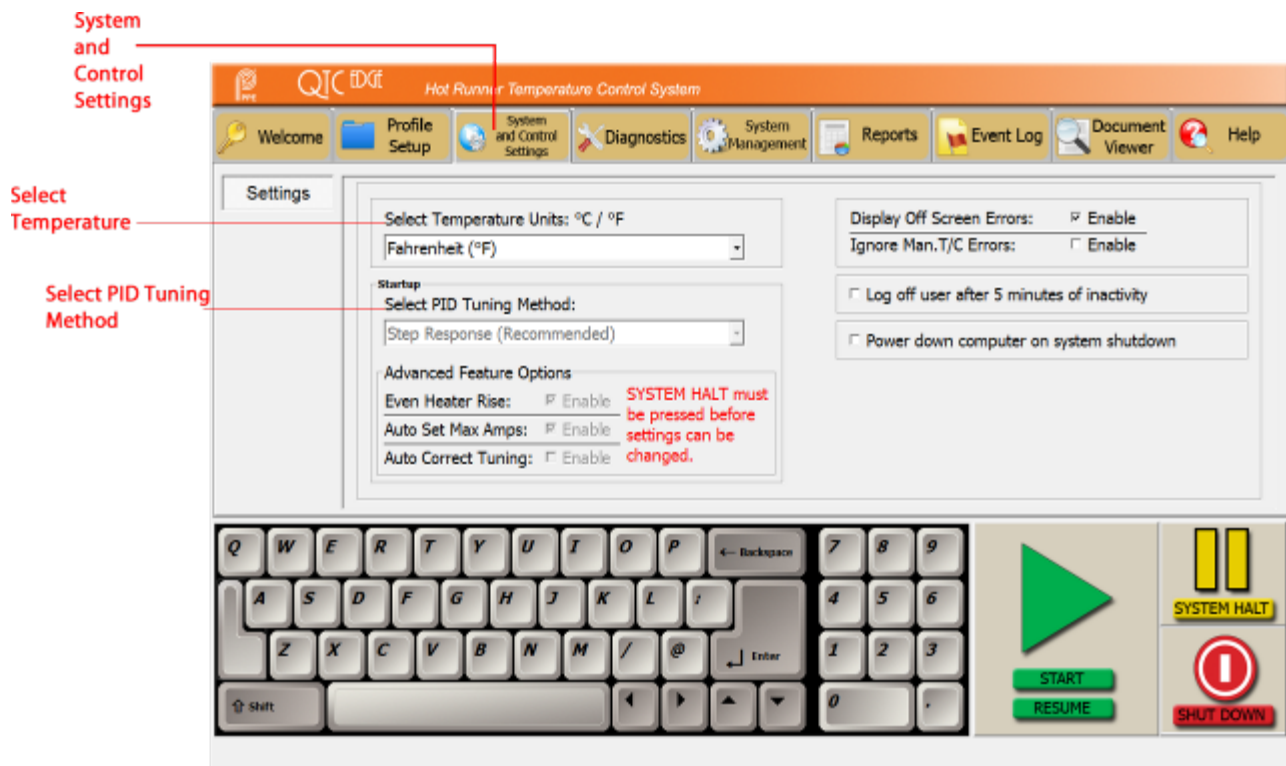 System
and
Control
Settings
PPE QTC EDGE Hot Runner Temperature Control System
Welcome
Profile
Setup
System
and Control
Settings
Diagnostics
System
Management
Reports
Event Log
Document
Viewer
Help
Settings
Select
Temperature
Select Temperature Units: °C / °F
Fahrenheit (°F)
Select PID Tuning
Method
Startup
Select PID Tuning Method:
Step Response (Recommended)
Advanced Feature Options
Even Heater Rise: Enable
Auto Set Max Amps: Enable
Auto Correct Tuning: Enable
SYSTEM HALT must
be pressed before
settings can be
changed.
Display Off Screen Errors: Enable
Ignore Man.T/C Errors: Enable
Log off user after 5 minutes of inactivity
Power down computer on system shutdown
Q W E R T Y U I O P ← Backspace 7 8 9
A S D F G H J K L : 4 5 6
Z X C V B N M / @ Enter 1 2 3
Shift 0 .
START
RESUME
SYSTEM HALT
SHUT DOWN